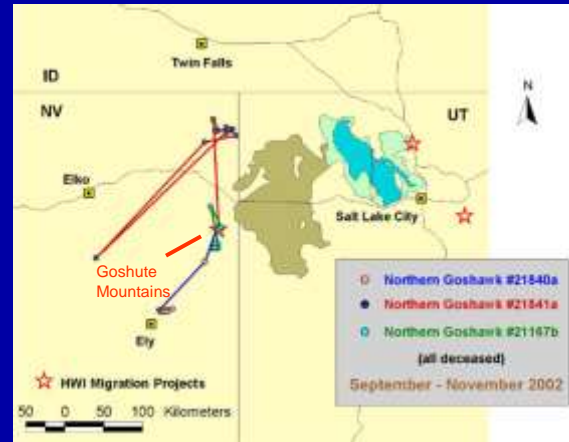 Twin Falls
ID
N
NV
UT
Elko
Salt Lake City
Goshute
Mountains
Northern Goshawk #21840a
Northern Goshawk #21841a
Northern Goshawk #21167b
(all deceased)
September - November 2002
Ely
HWI Migration Projects
50 0 50 100 Kilometers